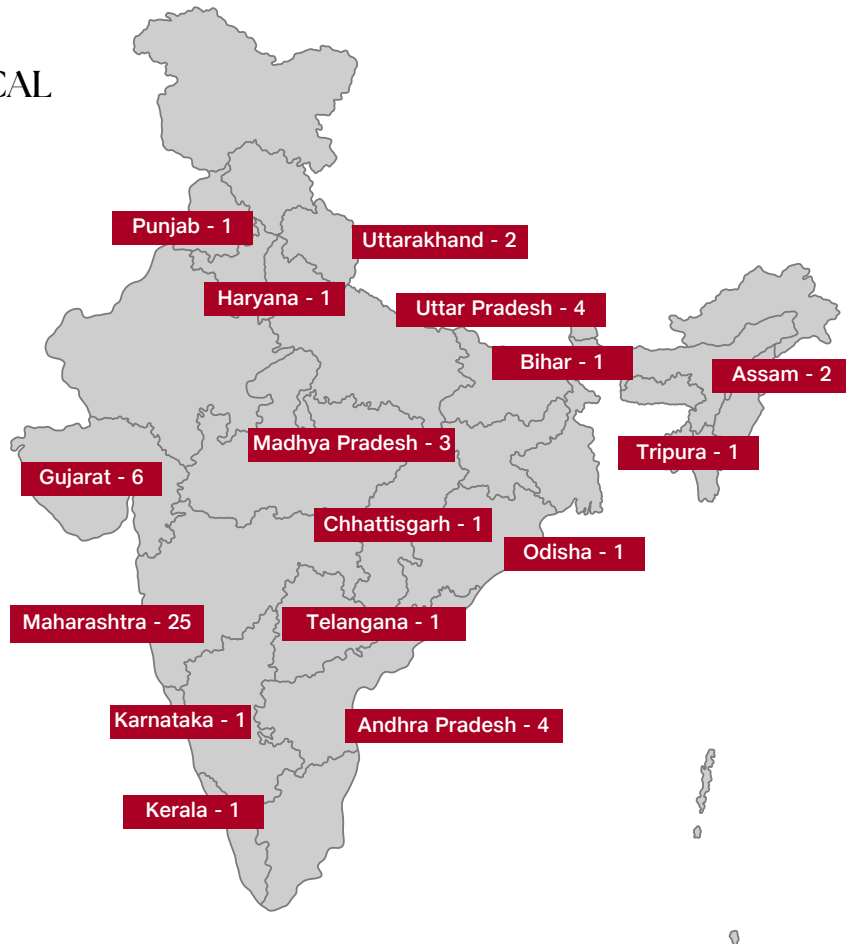 CAL
Punjab - 1
Uttarakhand - 2
Haryana - 1
Uttar Pradesh - 4
Bihar - 1
Assam - 2
Madhya Pradesh - 3
Tripura - 1
Gujarat - 6
Chhattisgarh - 1
Odisha - 1
Maharashtra - 25
Telangana - 1
Karnataka - 1
Andhra Pradesh - 4
Kerala - 1